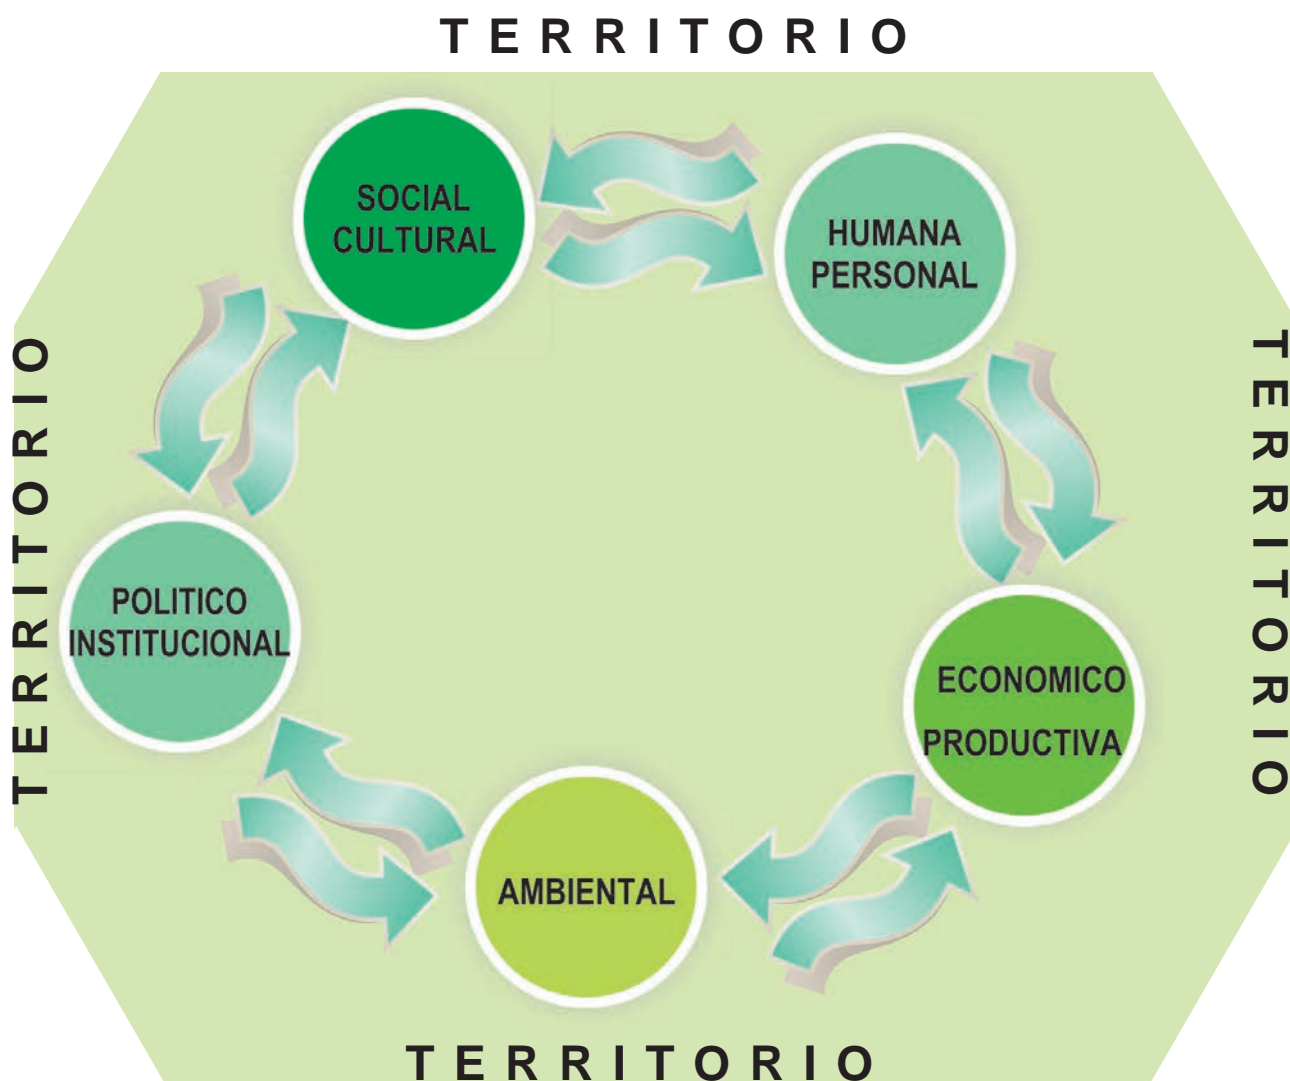 TERRITORIO
SOCIAL
CULTURAL
HUMANA
PERSONAL
TERRITORIO
TERRITORIO
POLITICO
INSTITUCIONAL
ECONOMICO
PRODUCTIVA
AMBIENTAL
TERRITORIO